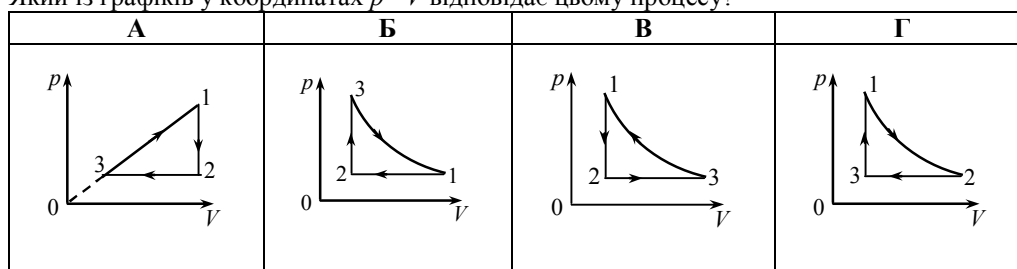 Який із графіків у координатах p – V відповідає цьому процесу?
А Б В Г
p 1 3 2 0 V
p 3 2 1 0 V
p 1 2 3 0 V
p 1 3 2 0 V